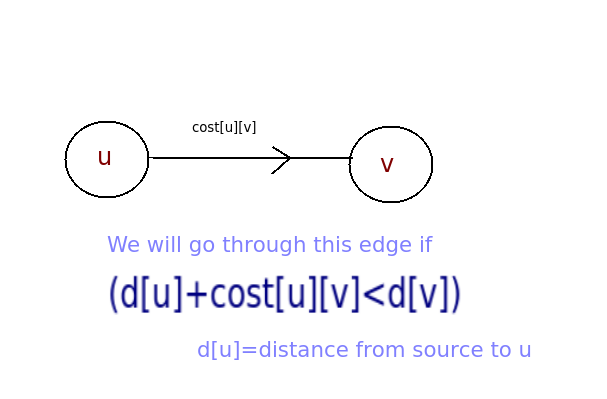 cost[u][v]
u
v
We will go through this edge if
(d[u]+cost[u][v]<d[v])
d[u]=distance from source to u